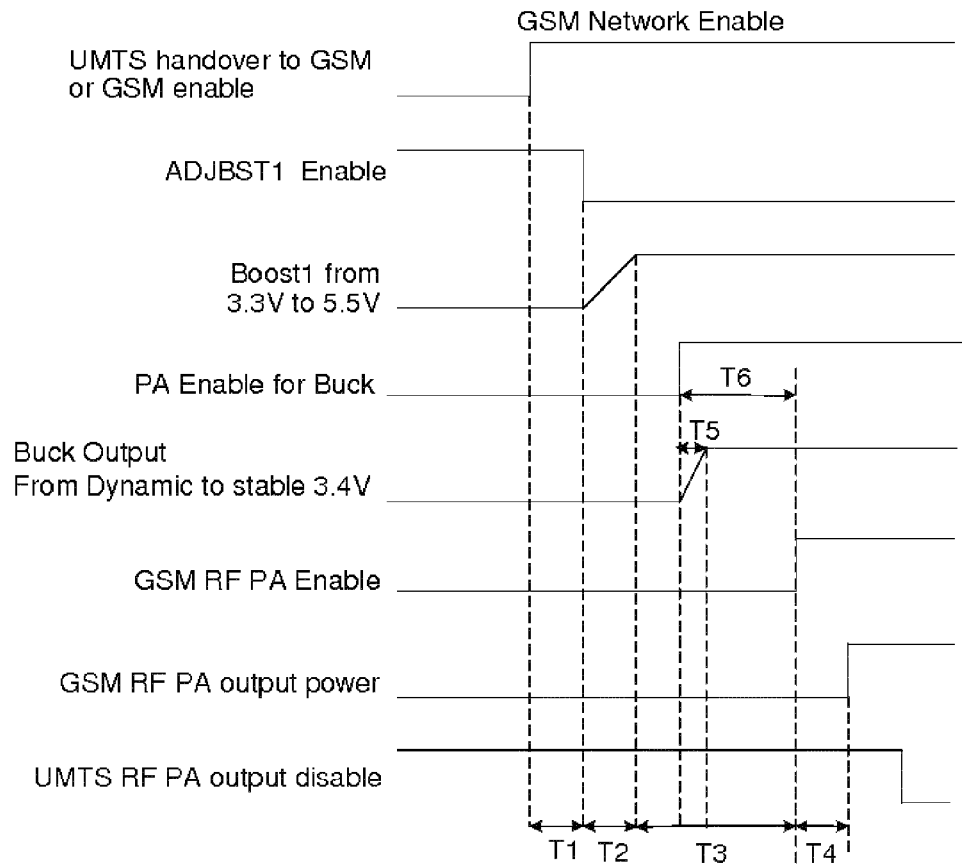 GSM Network Enable
UMTS handover to GSM
or GSM enable
ADJBST1 Enable
Boost1 from
3.3V to 5.5V
PA Enable for Buck
T6
T5
Buck Output
From Dynamic to stable 3.4V
GSM RF PA Enable
GSM RF PA output power
UMTS RF PA output disable
T1 T2 T3 T4